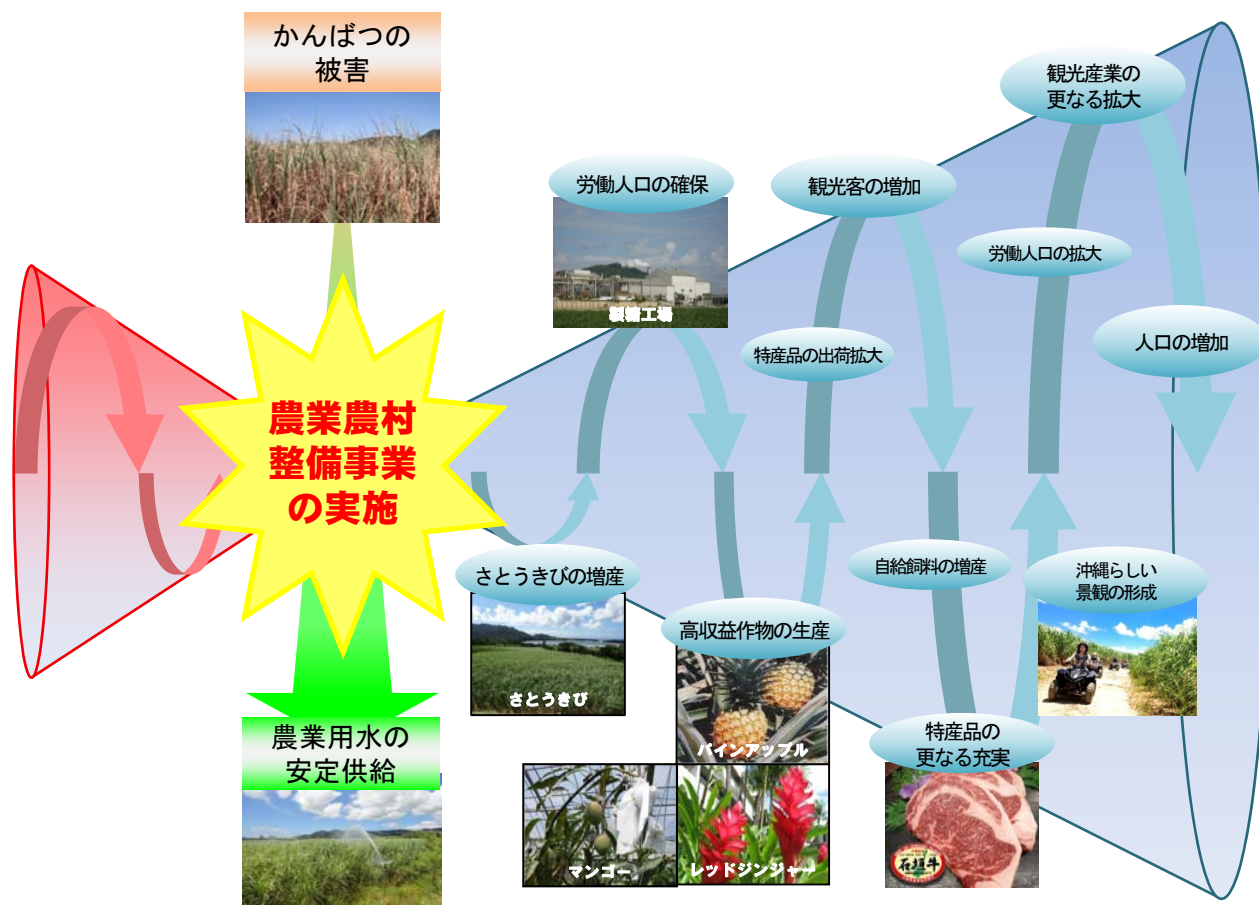 かんばつの
被害
農業農村
整備事業
の実施
農業用水の
安定供給
さとうきびの増産
さとうきび
労働人口の確保
製糖工場
高収益作物の生産
パインアップル
マンゴー
レッドジンジャー
特産品の出荷拡大
観光客の増加
自給飼料の増産
特産品の
更なる充実
石垣牛
沖縄らしい
景観の形成
労働人口の拡大
観光産業の
更なる拡大
人口の増加